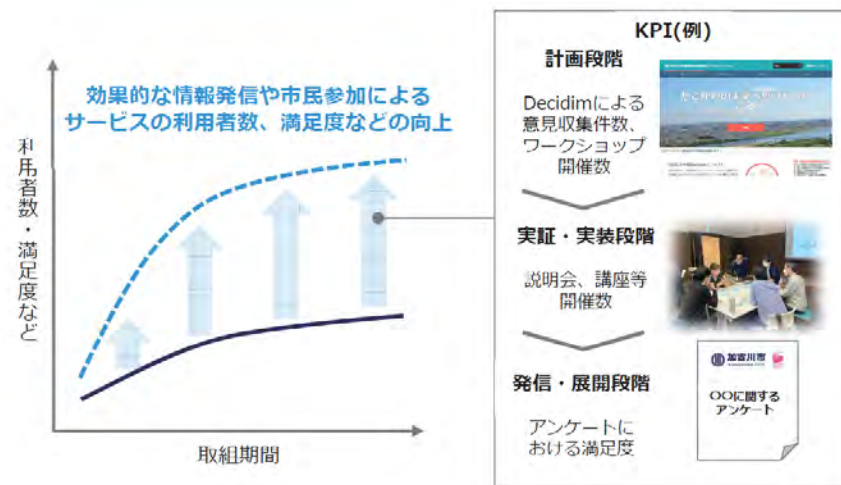 効果的な情報発信や市民参加による
サービスの利用者数、満足度などの向上
利用者数・満足度など
取組期間
KPI(例)
計画段階
Decidimによる
意見収集件数、
ワークショップ
開催数
実証・実装段階
説明会、講座等
開催数
発信・展開段階
アンケートに
おける満足度
加古川市
〇〇に関する
アンケート